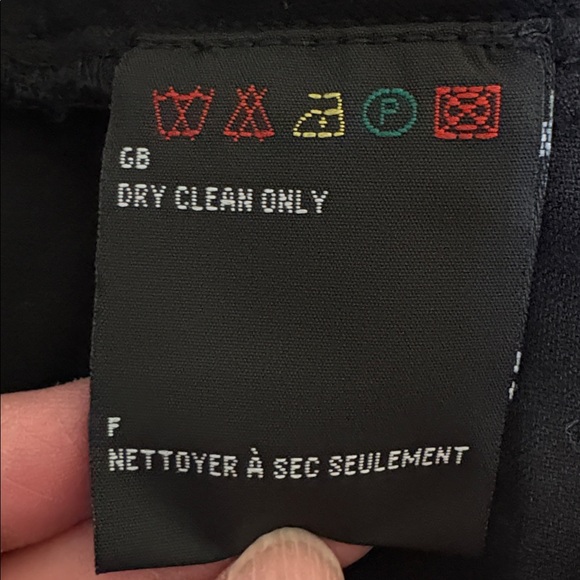 P
GB
DRY CLEAN ONLY
F
NETTOYER À SEC SEULEMENT